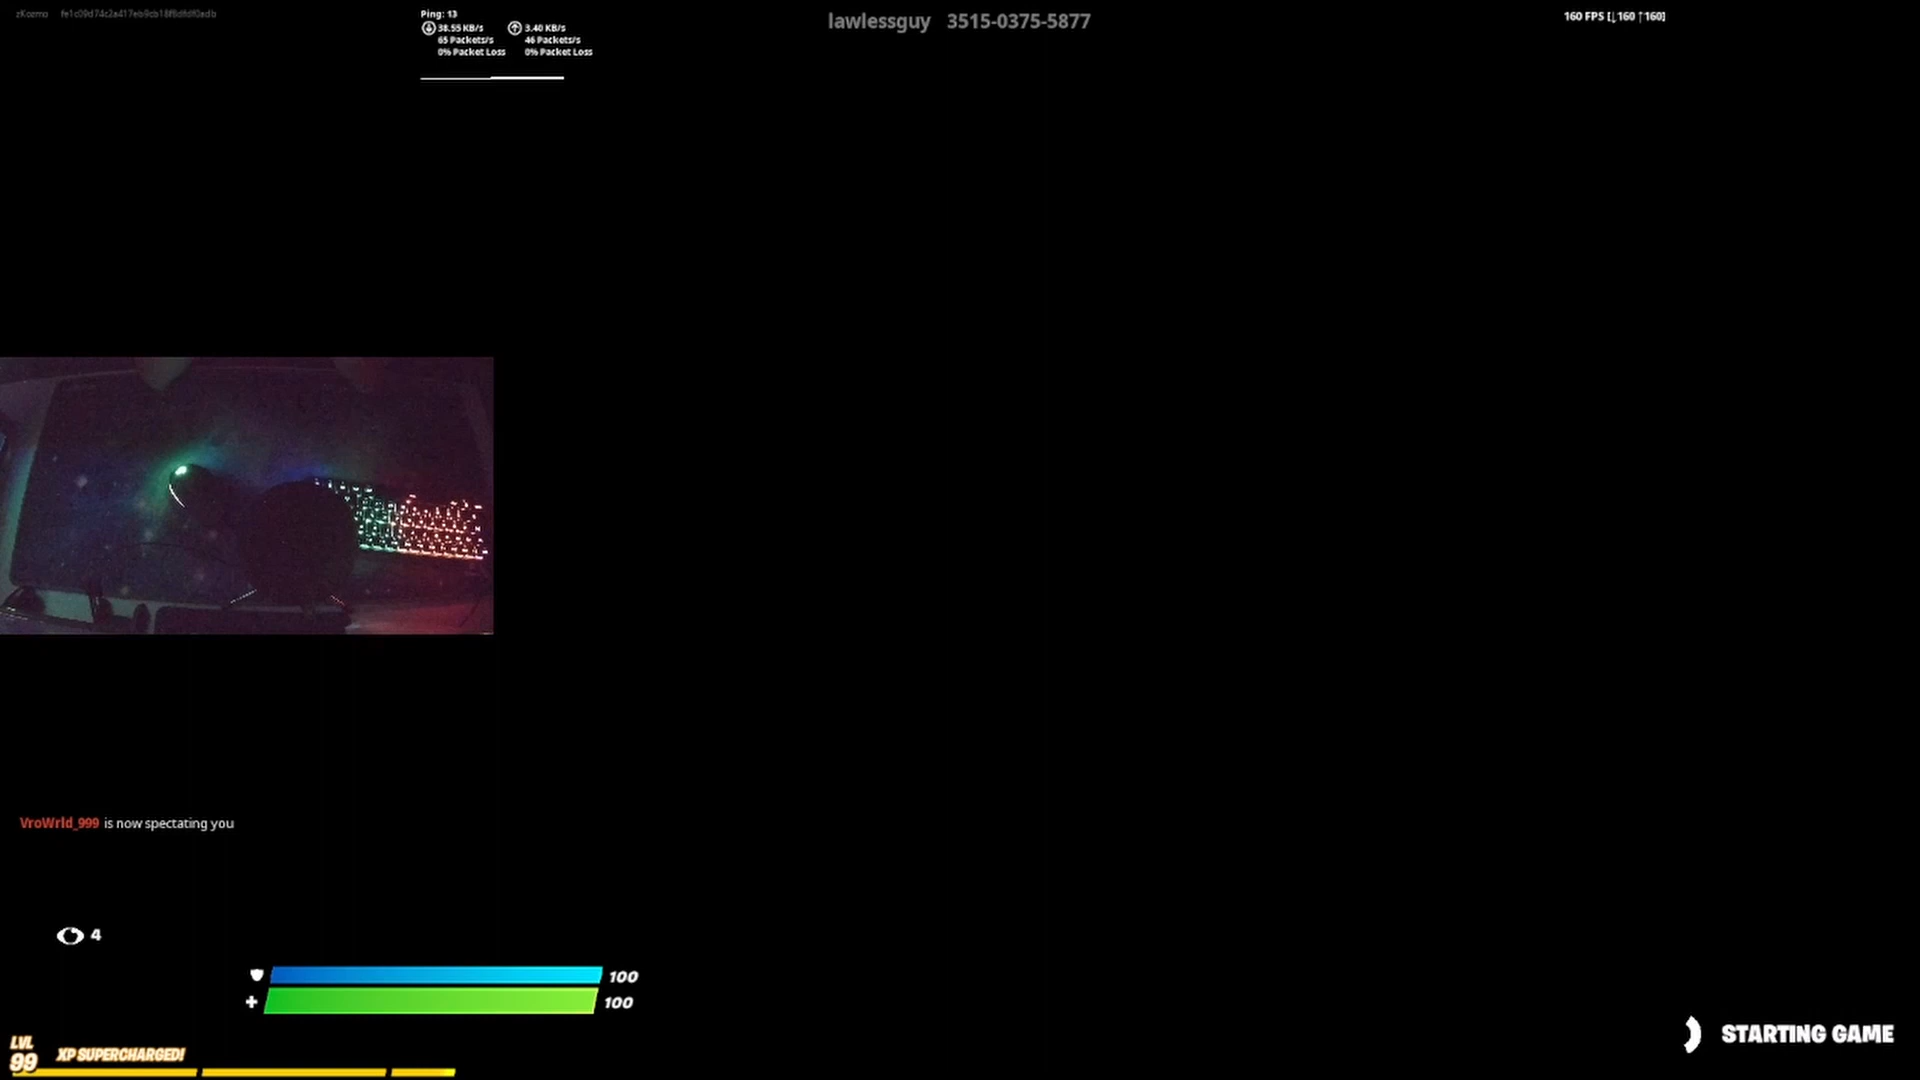 zKozmo
Ping: 13
38.55 KB/s 3.40 KB/s
65 Packets/s 46 Packets/s
0% Packet Loss 0% Packet Loss
lawlessguy 3515-0375-5877
160 FPS [↓160 ↑160]
VroWrld_999 is now spectating you
4
100
100
LVL
99
XP SUPERCHARGED!
STARTING GAME